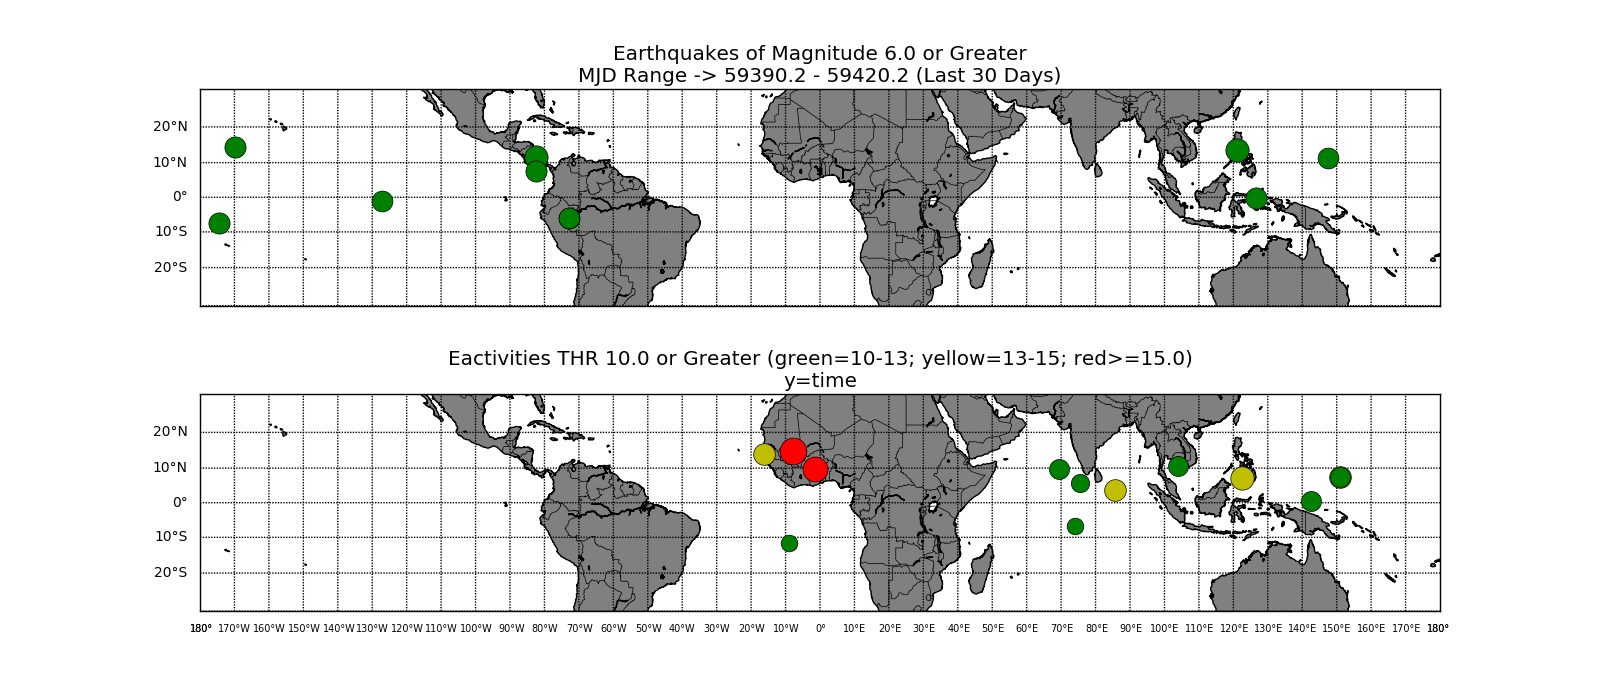 Earthquakes of Magnitude 6.0 or Greater
MJD Range -> 59390.2 - 59420.2 (Last 30 Days)
20°N
10°N
0°
10°S
20°S
Eactivities THR 10.0 or Greater (green=10-13; yellow=13-15; red>=15.0)
y=time
20°N
10°N
0°
10°S
20°S
180° 170°W 160°W 150°W 140°W 130°W 120°W 110°W 100°W 90°W 80°W 70°W 60°W 50°W 40°W 30°W 20°W 10°W 0° 10°E 20°E 30°E 40°E 50°E 60°E 70°E 80°E 90°E 100°E 110°E 120°E 130°E 140°E 150°E 160°E 170°E 180°